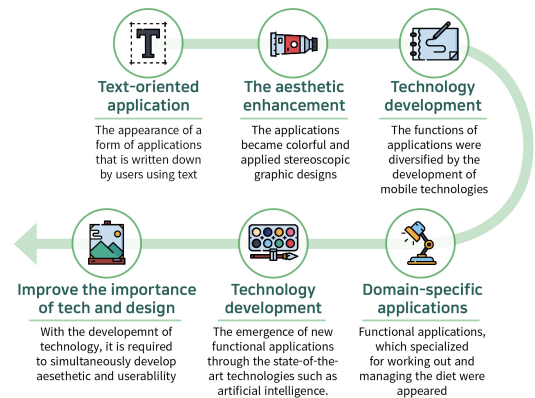 T
Text-oriented
application
The appearance of a
form of applications
that is written down
by users using text
The aesthetic
enhancement
The applications
became colorful and
applied stereoscopic
graphic designs
Technology
development
The functions of
applications were
diversified by the
development of
mobile technologies
Domain-specific
applications
Functional applications,
which specialized
for working out and
managing the diet were
appeared
Technology
development
The emergence of new
functional applications
through the state-of-the-
art technologies such as
artificial intelligence.
Improve the importance
of tech and design
With the developemnt of
technology, it is required
to simultaneously develop
aesethetic and userablility